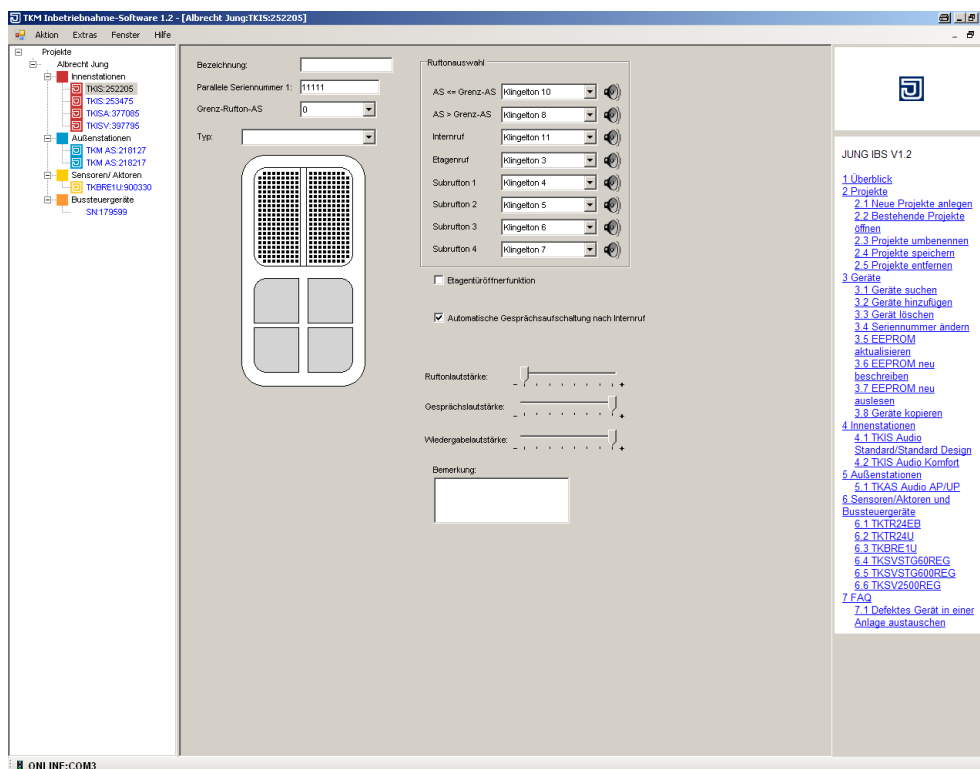 TKM Inbetriebnahme-Software 1.2 - [Albrecht Jung:TKIS:252205]
Aktion Extras Fenster Hilfe
Projekte
Albrecht Jung
Innenstationen
TKIS:252205
TKIS:253475
TKISA:377085
TKISV:397795
Außenstationen
TKM AS:218127
TKM AS:218217
Sensoren/ Aktoren
TKBRE1U:900330
Bussteuergeräte
SN:179599
Bezeichnung:
Parallele Seriennummer 1: 11111
Grenz-Rufton-AS 0
Typ:
Ruftonauswahl
AS <= Grenz-AS Klingelton 10
AS > Grenz-AS Klingelton 8
Internruf Klingelton 11
Etagenruf Klingelton 3
Subrufton 1 Klingelton 4
Subrufton 2 Klingelton 5
Subrufton 3 Klingelton 6
Subrufton 4 Klingelton 7
Etagentüröffnerfunktion
Automatische Gesprächsaufschaltung nach Internruf
Ruftonlautstärke:
- +
Gesprächslautstärke:
- +
Wiedergabelautstärke:
- +
Bemerkung:
JUNG IBS V1.2
1 Überblick
2 Projekte
2.1 Neue Projekte anlegen
2.2 Bestehende Projekte
öffnen
2.3 Projekte umbenennen
2.4 Projekte speichern
2.5 Projekte entfernen
3 Geräte
3.1 Geräte suchen
3.2 Geräte hinzufügen
3.3 Gerät löschen
3.4 Seriennummer ändern
3.5 EEPROM
aktualisieren
3.6 EEPROM neu
beschreiben
3.7 EEPROM neu
auslesen
3.8 Geräte kopieren
4 Innenstationen
4.1 TKIS Audio
Standard/Standard Design
4.2 TKIS Audio Komfort
5 Außenstationen
5.1 TKAS Audio AP/UP
6 Sensoren/Aktoren und
Bussteuergeräte
6.1 TKTR24EB
6.2 TKTR24U
6.3 TKBRE1U
6.4 TKSVSTG60REG
6.5 TKSVSTG600REG
6.6 TKSV2500REG
7 FAQ
7.1 Defektes Gerät in einer
Anlage austauschen
ONLINE:COM3